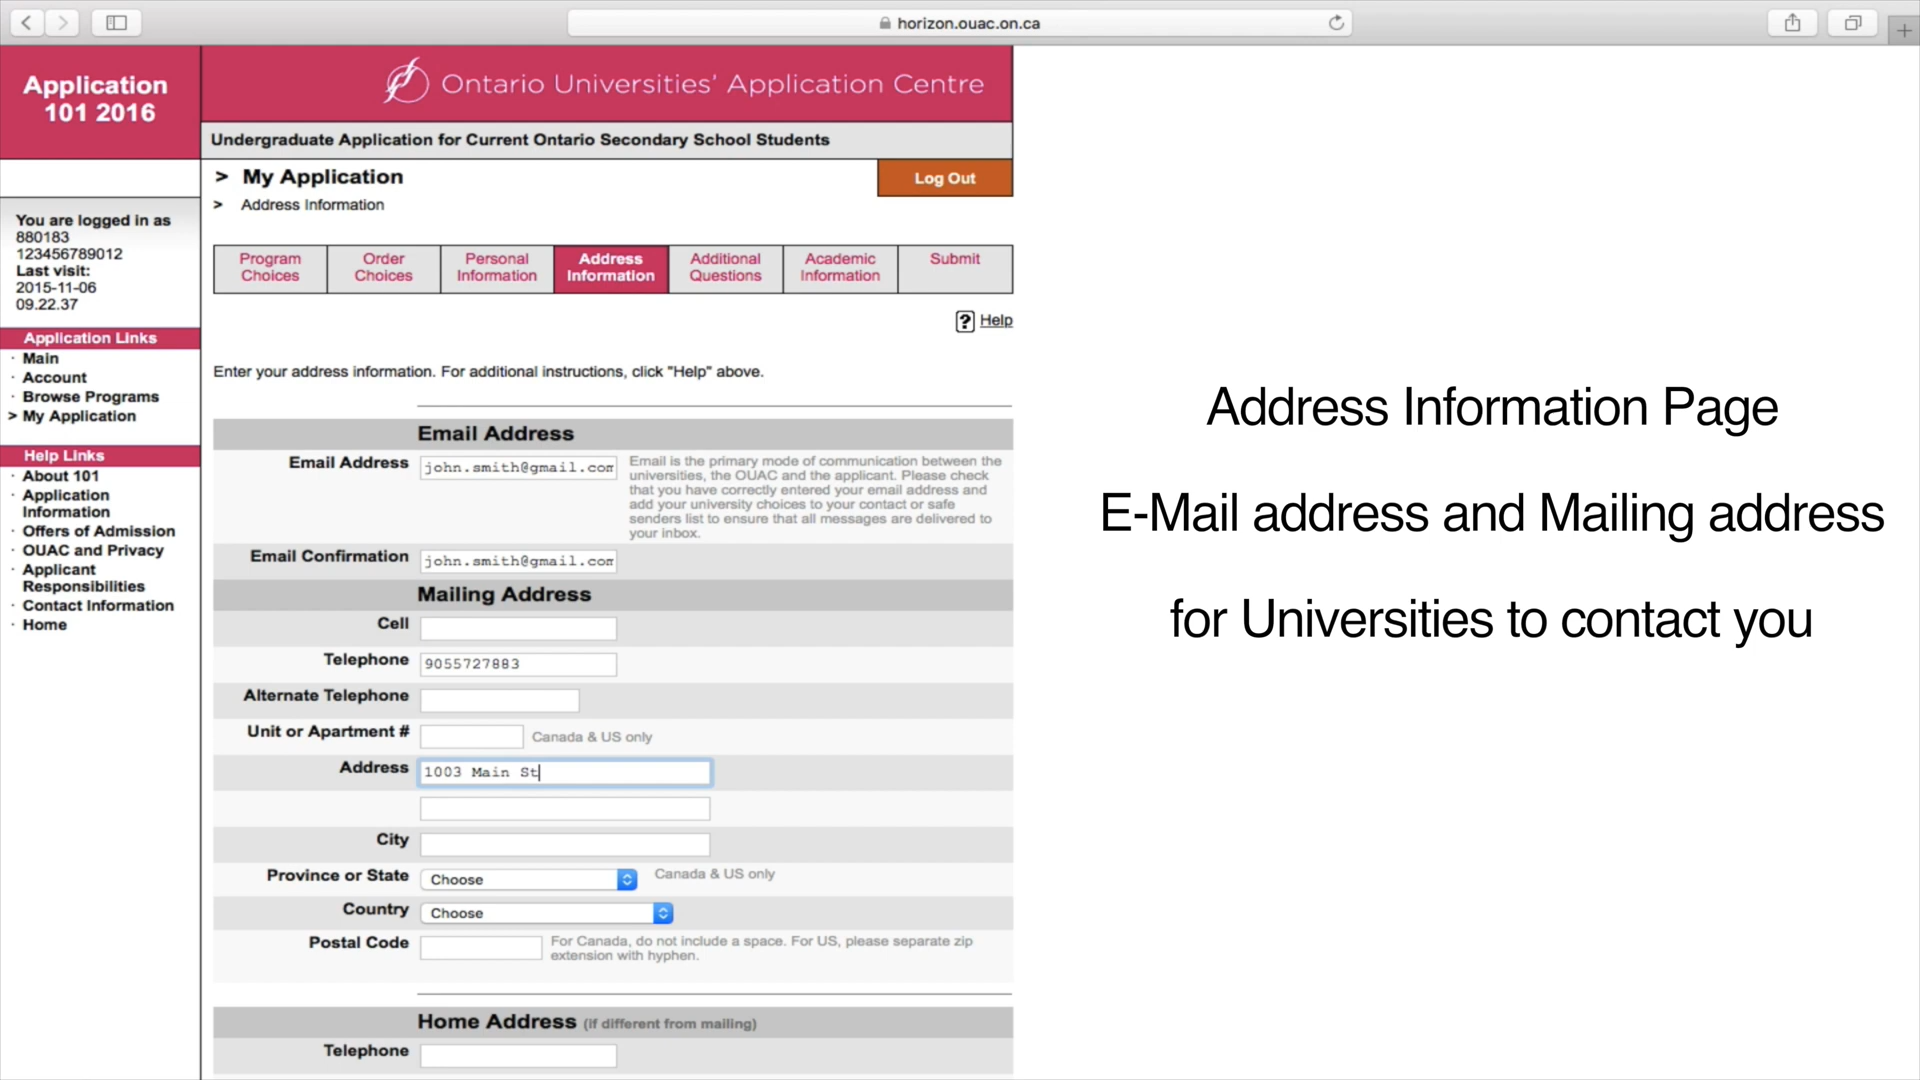 horizon.ouac.on.ca
Application
101 2016
Ontario Universities' Application Centre
Undergraduate Application for Current Ontario Secondary School Students
> My Application
Log Out
> Address Information
You are logged in as
880183
123456789012
Last visit:
2015-11-06
09.22.37
Application Links
· Main
· Account
· Browse Programs
> My Application
Help Links
· About 101
· Application
Information
· Offers of Admission
· OUAC and Privacy
· Applicant
Responsibilities
· Contact Information
· Home
Program
Choices
Order
Choices
Personal
Information
Address
Information
Additional
Questions
Academic
Information
Submit
? Help
Enter your address information. For additional instructions, click "Help" above.
Email Address
Email Address
john.smith@gmail.com
Email is the primary mode of communication between the
universities, the OUAC and the applicant. Please check
that you have correctly entered your email address and
add your university choices to your contact or safe
senders list to ensure that all messages are delivered to
your inbox.
Email Confirmation
john.smith@gmail.com
Mailing Address
Cell
Telephone
9055727883
Alternate Telephone
Unit or Apartment #
Canada & US only
Address
1003 Main St
City
Province or State
Choose
Canada & US only
Country
Choose
Postal Code
For Canada, do not include a space. For US, please separate zip
extension with hyphen.
Home Address (if different from mailing)
Telephone
Address Information Page
E-Mail address and Mailing address
for Universities to contact you